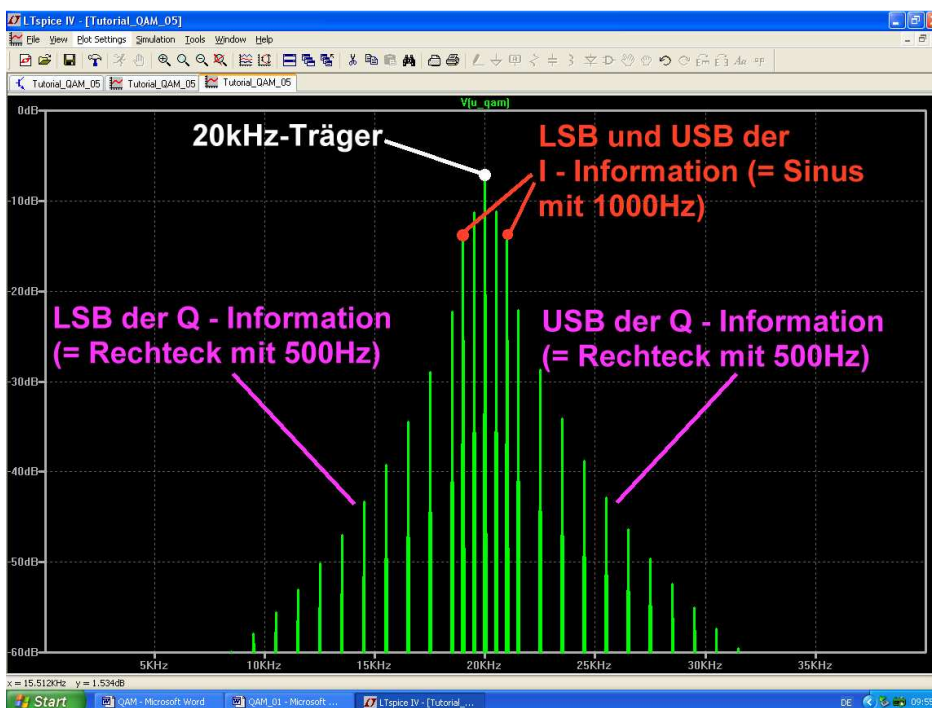 LTspice IV - [Tutorial_QAM_05]
File View Plot Settings Simulation Tools Window Help
Tutorial_QAM_05 Tutorial_QAM_05 Tutorial_QAM_05
V(u_qam)
0dB
-10dB
-20dB
-30dB
-40dB
-50dB
-60dB
20kHz-Träger
LSB und USB der
I - Information (= Sinus
mit 1000Hz)
LSB der Q - Information
(= Rechteck mit 500Hz)
USB der Q - Information
(= Rechteck mit 500Hz)
5KHz 10KHz 15KHz 20KHz 25KHz 30KHz 35KHz
x = 15.512KHz y = 1.534dB
Start QAM - Microsoft Word QAM_01 - Microsoft ... LTspice IV - [Tutorial_... DE